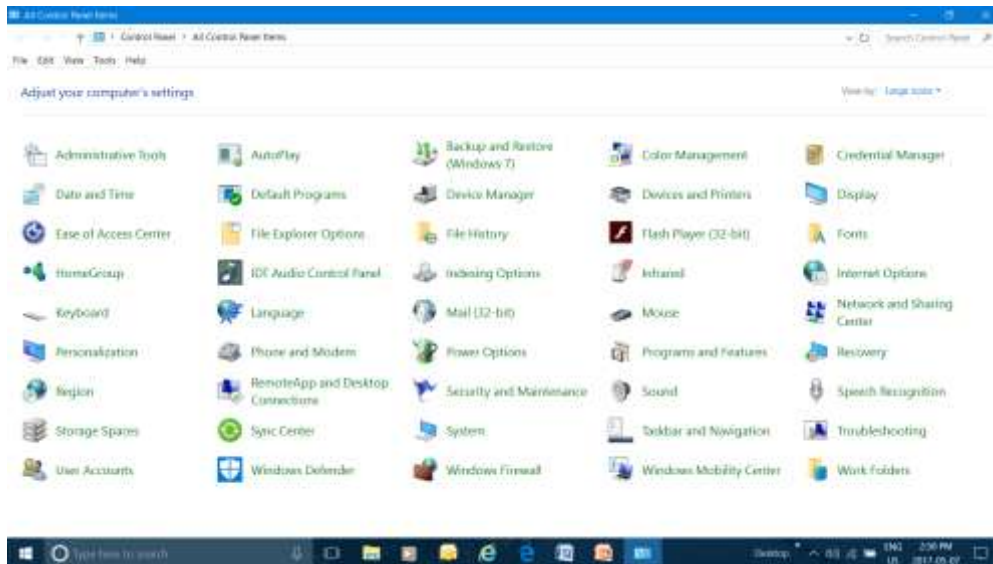 All Control Panel Items
Control Panel › All Control Panel Items
Search Control Panel
File Edit View Tools Help
Adjust your computer's settings
View by: Large icons
Administrative Tools
AutoPlay
Backup and Restore
(Windows 7)
Color Management
Credential Manager
Date and Time
Default Programs
Device Manager
Devices and Printers
Display
Ease of Access Center
File Explorer Options
File History
Flash Player (32-bit)
Fonts
HomeGroup
IDT Audio Control Panel
Indexing Options
Infrared
Internet Options
Keyboard
Language
Mail (32-bit)
Mouse
Network and Sharing
Center
Personalization
Phone and Modem
Power Options
Programs and Features
Recovery
Region
RemoteApp and Desktop
Connections
Security and Maintenance
Sound
Speech Recognition
Storage Spaces
Sync Center
System
Taskbar and Navigation
Troubleshooting
User Accounts
Windows Defender
Windows Firewall
Windows Mobility Center
Work Folders
Type here to search
Desktop
ENG
US
2:56 PM